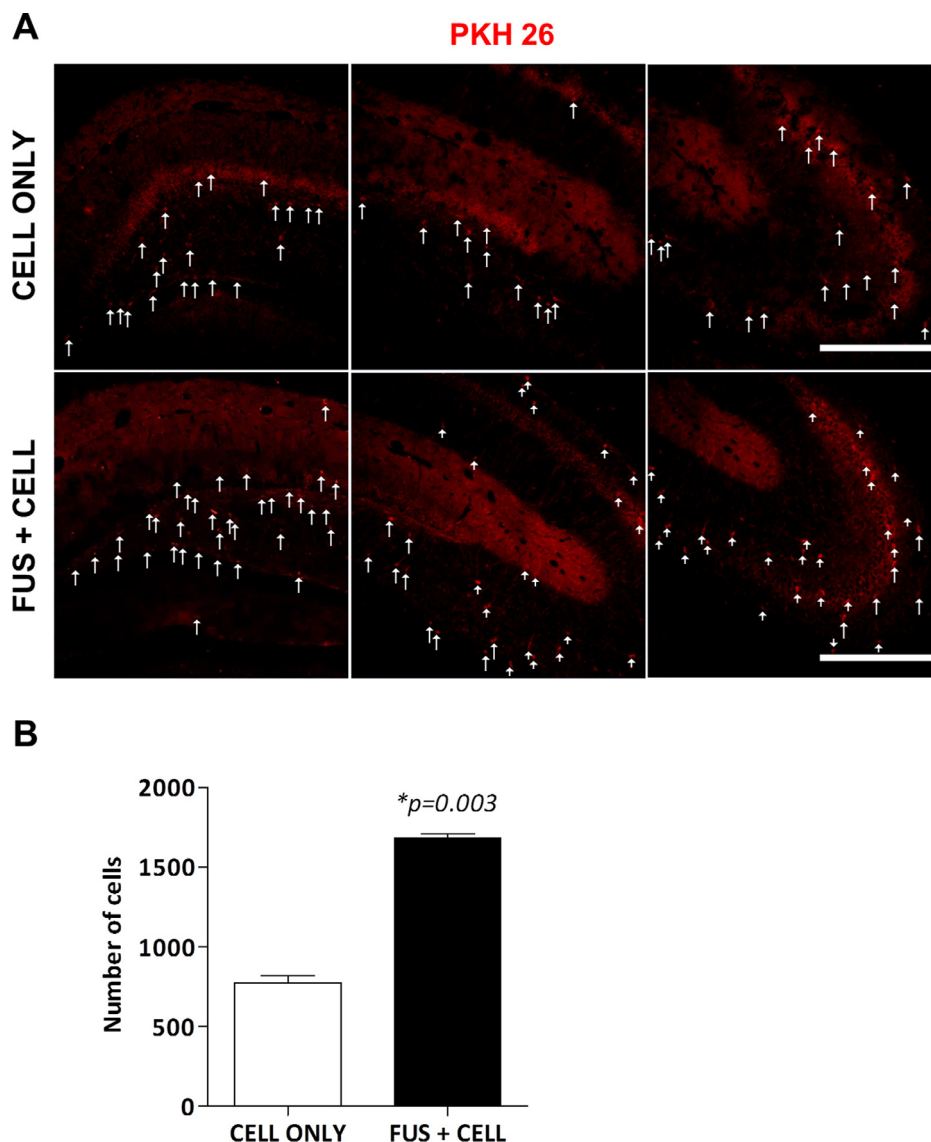 A
PKH 26
CELL ONLY
FUS + CELL
B
*p=0.003
2000
1500
1000
500
0
Number of cells
CELL ONLY
FUS + CELL